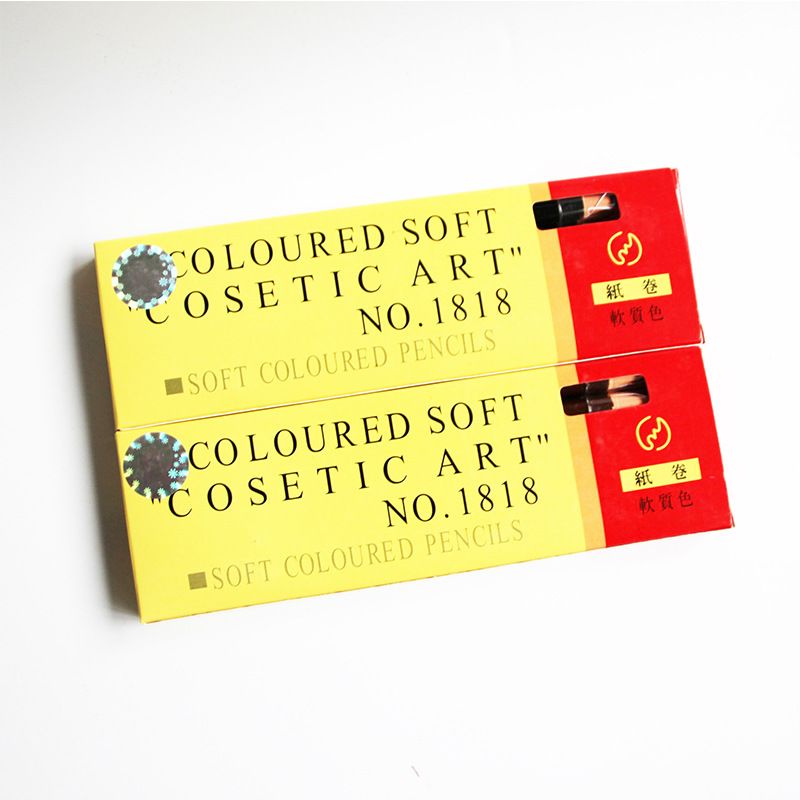 COLOURED SOFT
"COSETIC ART"
NO.1818
SOFT COLOURED PENCILS
紙卷
軟質色
COLOURED SOFT
"COSETIC ART"
NO.1818
SOFT COLOURED PENCILS
紙卷
軟質色